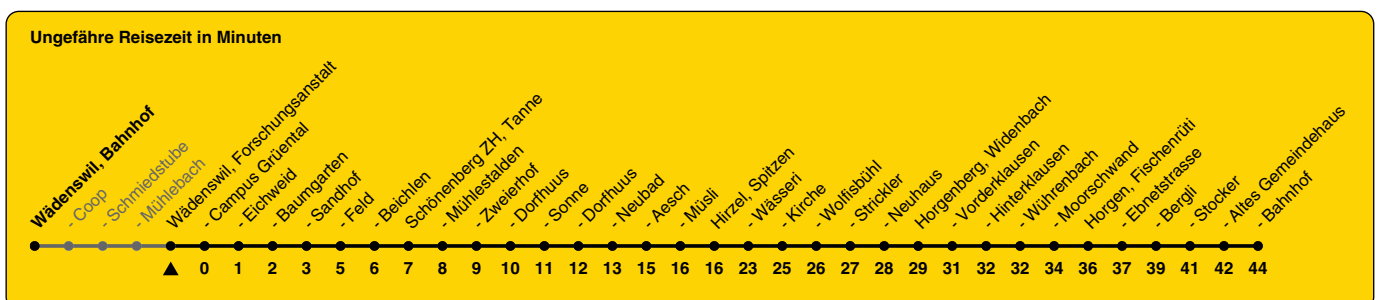 Ungefähre Reisezeit in Minuten
Wädenswil, Bahnhof
- Coop
- Schmiedstube
- Mühlebach
Wädenswil, Forschungsanstalt
- Campus Grüental
- Eichweid
- Baumgarten
- Sandhof
- Feld
- Beichlen
Schönenberg ZH, Tanne
- Mühlestalden
- Zweierhof
- Dorfhuus
- Sonne
- Dorfhuus
- Neubad
- Aesch
- Müsli
Hirzel, Spitzen
- Wässeri
- Kirche
- Wolfisbühl
- Strickler
- Neuhaus
Horgenberg, Widenbach
- Vorderklausen
- Hinterklausen
- Wührenbach
- Moorschwand
Horgen, Fischenrüti
- Ebnetstrasse
- Bergli
- Stocker
- Altes Gemeindehaus
- Bahnhof
0 1 2 3 5 6 7 8 9 10 11 12 13 15 16 16 23 25 26 27 28 29 31 32 32 34 36 37 39 41 42 44